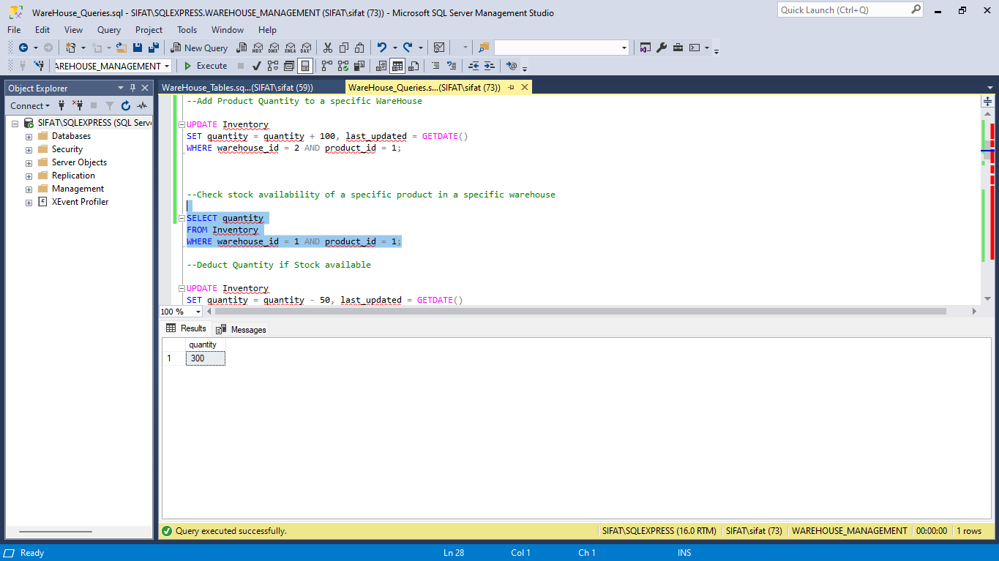 WareHouse_Queries.sql - SIFAT\SQLEXPRESS.WAREHOUSE_MANAGEMENT (SIFAT\sifat (73)) - Microsoft SQL Server Management Studio
Quick Launch (Ctrl+Q)
File Edit View Query Project Tools Window Help
New Query MDX DMX XMLA DAX
AREHOUSE_MANAGEMENT Execute
Object Explorer
Connect
SIFAT\SQLEXPRESS (SQL Serve
Databases
Security
Server Objects
Replication
Management
XEvent Profiler
WareHouse_Tables.sq...(SIFAT\sifat (59)) WareHouse_Queries.s...(SIFAT\sifat (73))
--Add Product Quantity to a specific WareHouse
UPDATE Inventory
SET quantity = quantity + 100, last_updated = GETDATE()
WHERE warehouse_id = 2 AND product_id = 1;
--Check stock availability of a specific product in a specific warehouse
SELECT quantity
FROM Inventory
WHERE warehouse_id = 1 AND product_id = 1;
--Deduct Quantity if Stock available
UPDATE Inventory
SET quantity = quantity - 50, last_updated = GETDATE()
100 %
Results Messages
quantity
1 300
Query executed successfully. SIFAT\SQLEXPRESS (16.0 RTM) SIFAT\sifat (73) WAREHOUSE_MANAGEMENT 00:00:00 1 rows
Ready Ln 28 Col 1 Ch 1 INS